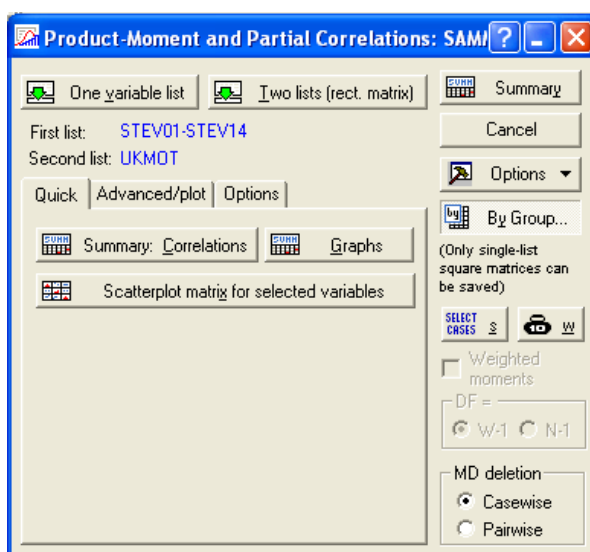 Product-Moment and Partial Correlations: SAM
One variable list
Two lists (rect. matrix)
First list: STEV01-STEV14
Second list: UKMOT
Quick
Advanced/plot
Options
Summary: Correlations
Graphs
Scatterplot matrix for selected variables
Summary
Cancel
Options
By Group...
(Only single-list
square matrices can
be saved)
SELECT
CASES
S
W
Weighted
moments
DF =
W-1
N-1
MD deletion
Casewise
Pairwise